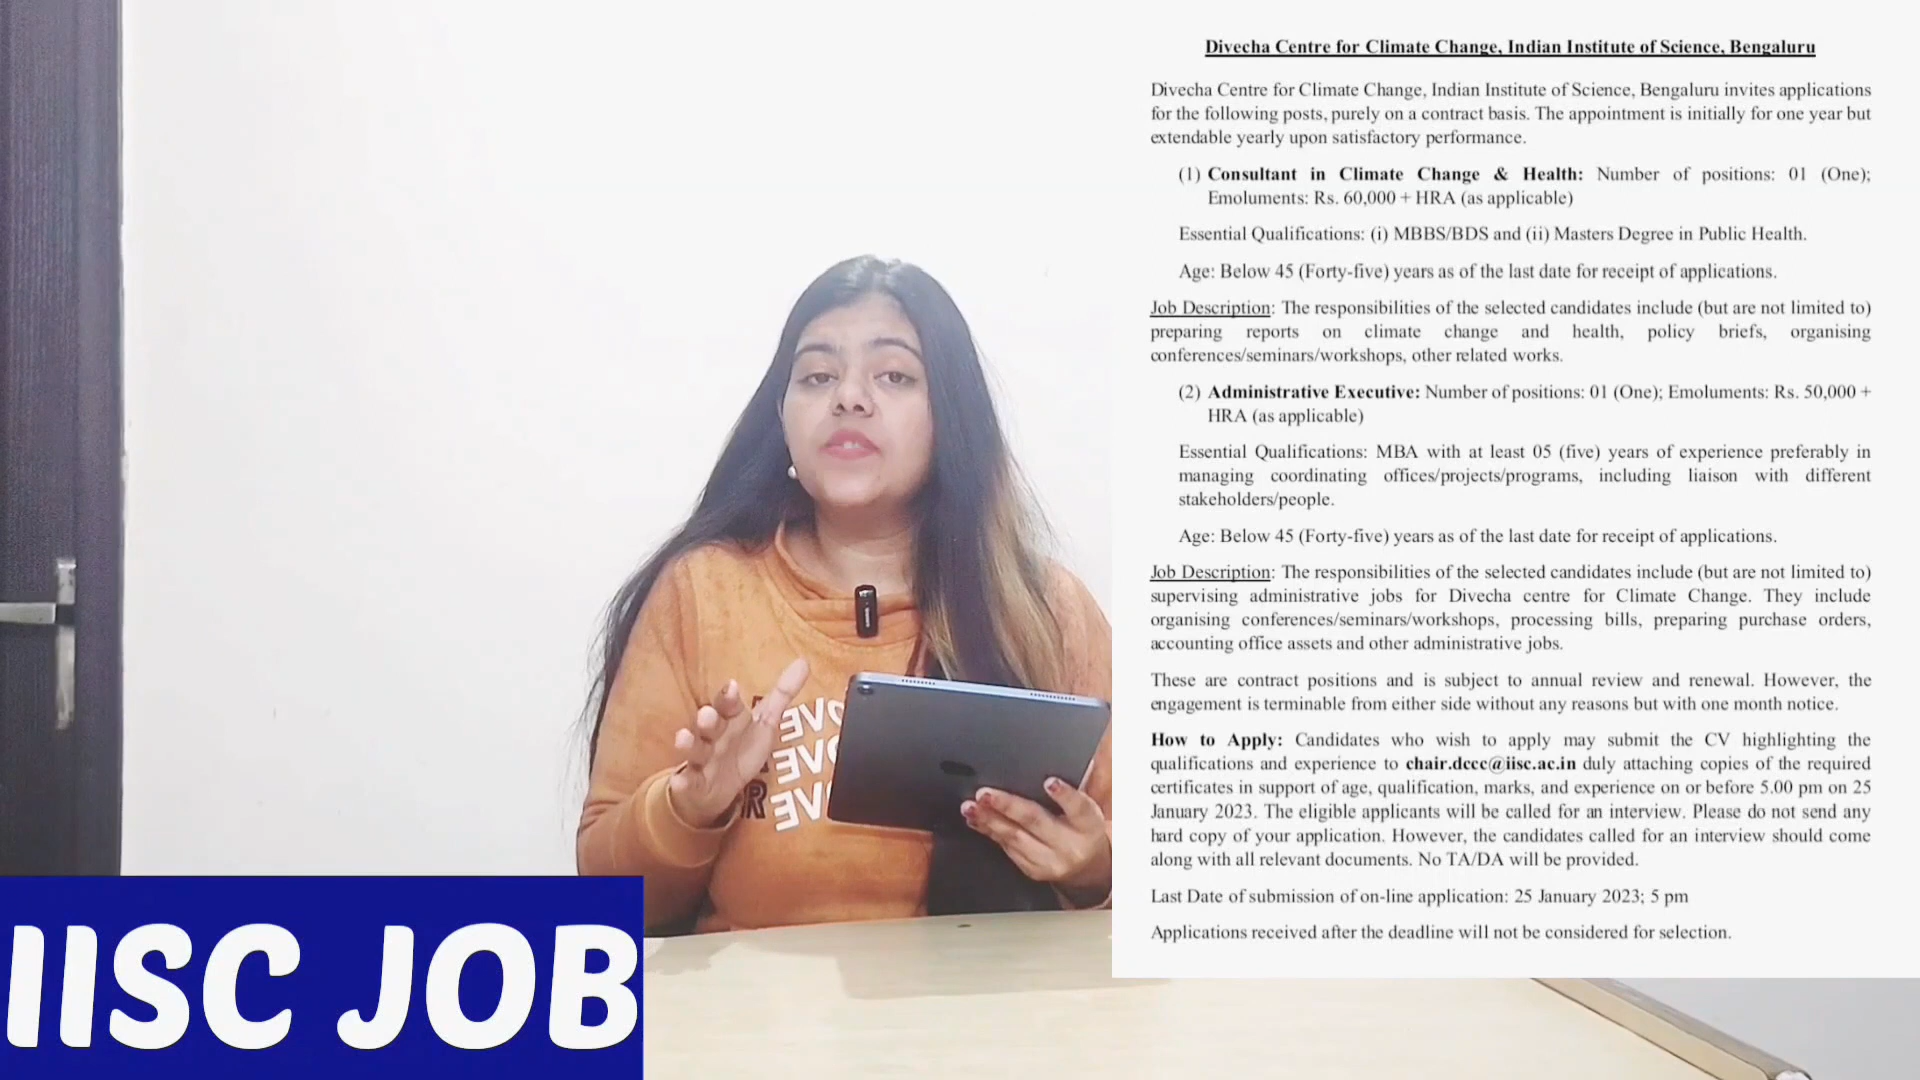 Divecha Centre for Climate Change, Indian Institute of Science, Bengaluru
Divecha Centre for Climate Change, Indian Institute of Science, Bengaluru invites applications
for the following posts, purely on a contract basis. The appointment is initially for one year but
extendable yearly upon satisfactory performance.
(1) Consultant in Climate Change & Health: Number of positions: 01 (One);
Emoluments: Rs. 60,000 + HRA (as applicable)
Essential Qualifications: (i) MBBS/BDS and (ii) Masters Degree in Public Health.
Age: Below 45 (Forty-five) years as of the last date for receipt of applications.
Job Description: The responsibilities of the selected candidates include (but are not limited to)
preparing reports on climate change and health, policy briefs, organising
conferences/seminars/workshops, other related works.
(2) Administrative Executive: Number of positions: 01 (One); Emoluments: Rs. 50,000 +
HRA (as applicable)
Essential Qualifications: MBA with at least 05 (five) years of experience preferably in
managing coordinating offices/projects/programs, including liaison with different
stakeholders/people.
Age: Below 45 (Forty-five) years as of the last date for receipt of applications.
Job Description: The responsibilities of the selected candidates include (but are not limited to)
supervising administrative jobs for Divecha centre for Climate Change. They include
organising conferences/seminars/workshops, processing bills, preparing purchase orders,
accounting office assets and other administrative jobs.
These are contract positions and is subject to annual review and renewal. However, the
engagement is terminable from either side without any reasons but with one month notice.
How to Apply: Candidates who wish to apply may submit the CV highlighting the
qualifications and experience to chair.dccc@iisc.ac.in duly attaching copies of the required
certificates in support of age, qualification, marks, and experience on or before 5.00 pm on 25
January 2023. The eligible applicants will be called for an interview. Please do not send any
hard copy of your application. However, the candidates called for an interview should come
along with all relevant documents. No TA/DA will be provided.
Last Date of submission of on-line application: 25 January 2023; 5 pm
Applications received after the deadline will not be considered for selection.
IISC JOB